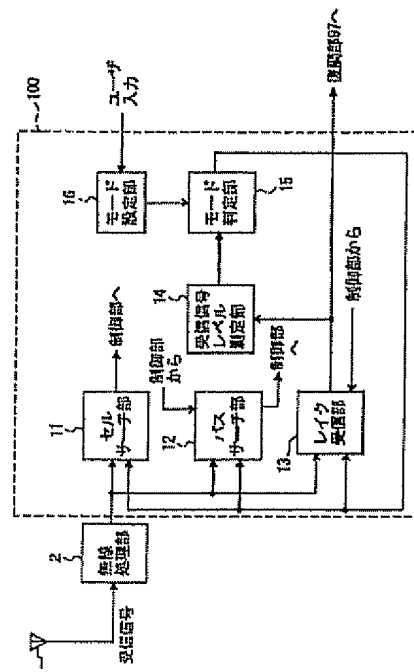 100
ユーザ
入力
16
モード
設定部
15
モード
判定部
14
受信信号
レベル
測定部
11
セル
サーチ部
制御部へ
制御部
から
12
パス
サーチ部
制御部
へ
13
レイク
受信部
制御部から
復調部97へ
2
無線
処理部
受信信号